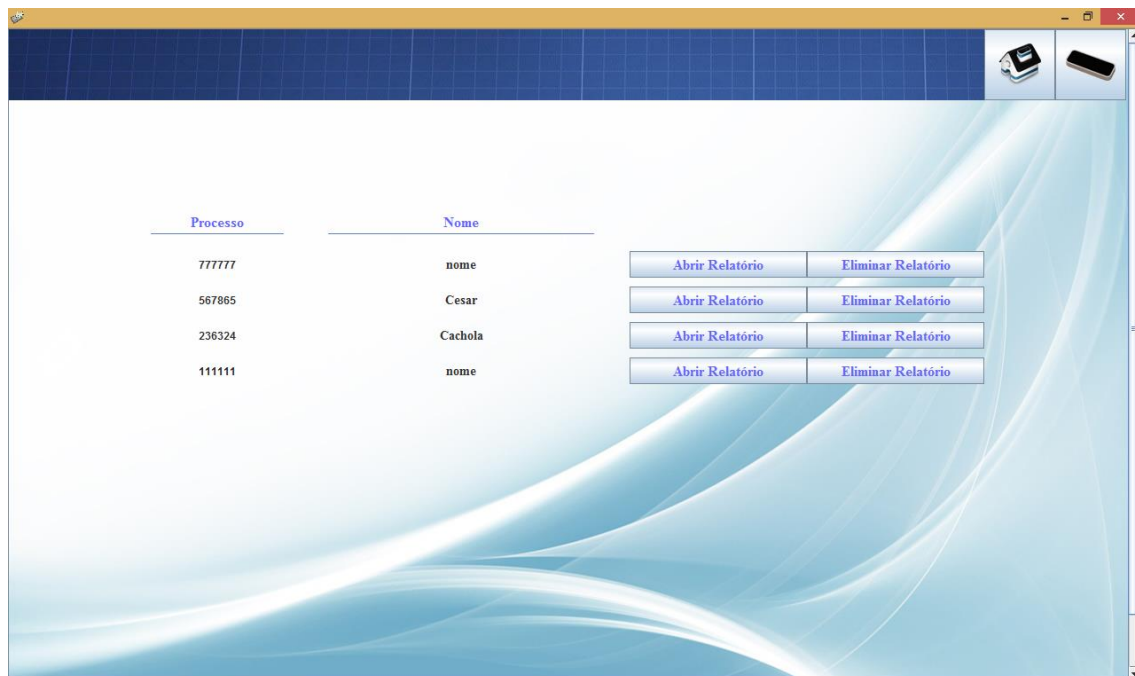 Processo Nome
777777 nome Abrir Relatório Eliminar Relatório
567865 Cesar Abrir Relatório Eliminar Relatório
236324 Cachola Abrir Relatório Eliminar Relatório
111111 nome Abrir Relatório Eliminar Relatório